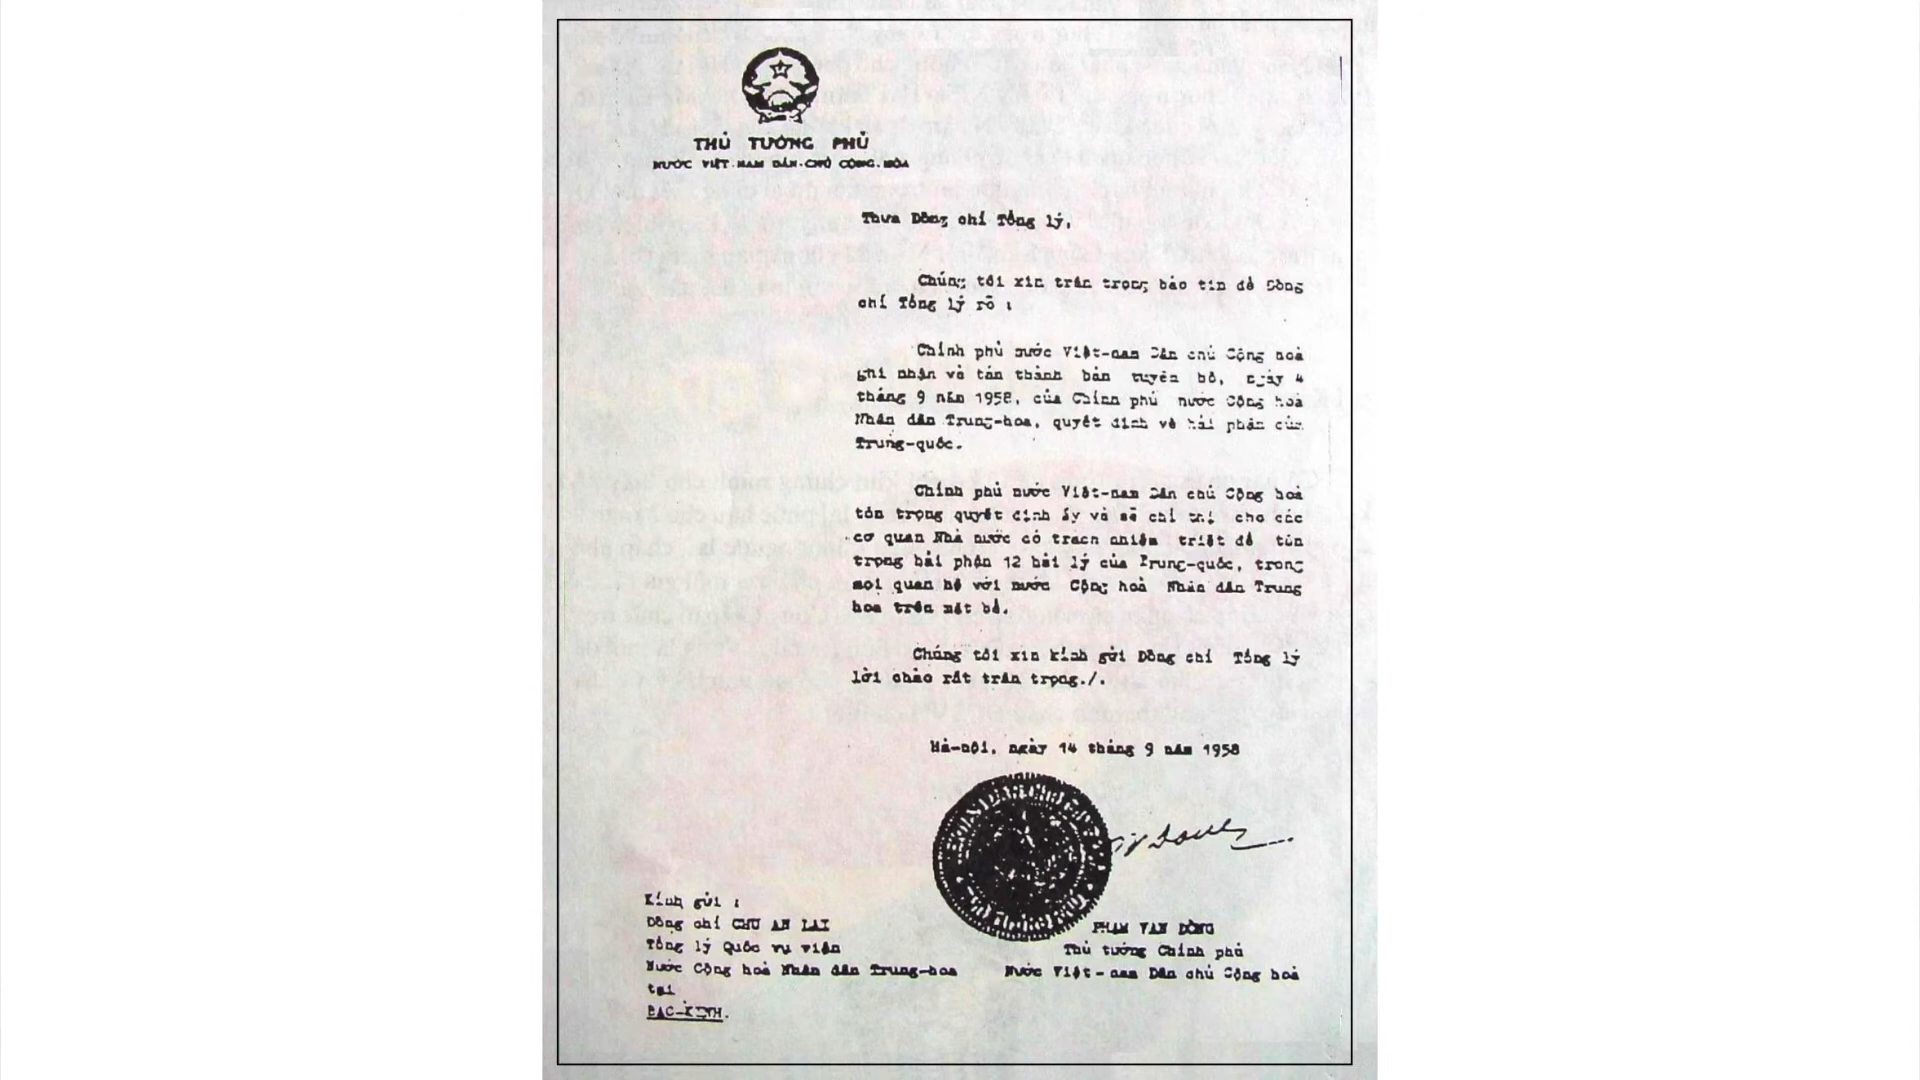 THỦ TƯỚNG PHỦ
NƯỚC VIỆT-NAM DÂN-CHỦ CỘNG-HÒA
Thưa Đồng chí Tổng lý,
Chúng tôi xin trân trọng báo tin để Đồng
chí Tổng lý rõ :
Chính phủ nước Việt-nam Dân chủ Cộng hoà
ghi nhận và tán thành bản tuyên bố, ngày 4
tháng 9 năm 1958, của Chính phủ nước Cộng hoà
Nhân dân Trung-hoa, quyết định về hải phận của
Trung-quốc.
Chính phủ nước Việt-nam Dân chủ Cộng hoà
tôn trọng quyết định ấy và sẽ chỉ thị cho các
cơ quan Nhà nước có trách nhiệm triệt để tôn
trọng hải phận 12 hải lý của Trung-quốc, trong
mọi quan hệ với nước Cộng hoà Nhân dân Trung
hoa trên mặt bể.
Chúng tôi xin kính gửi Đồng chí Tổng lý
lời chào rất trân trọng./.
Hà-nội, ngày 14 tháng 9 năm 1958
Kính gửi :
Đồng chí CHU AN LAI
Tổng lý Quốc vụ viện
Nước Cộng hoà Nhân dân Trung-hoa
tại
BẮC-KINH.
PHẠM VĂN ĐỒNG
Thủ tướng Chính phủ
Nước Việt-nam Dân chủ Cộng hoà